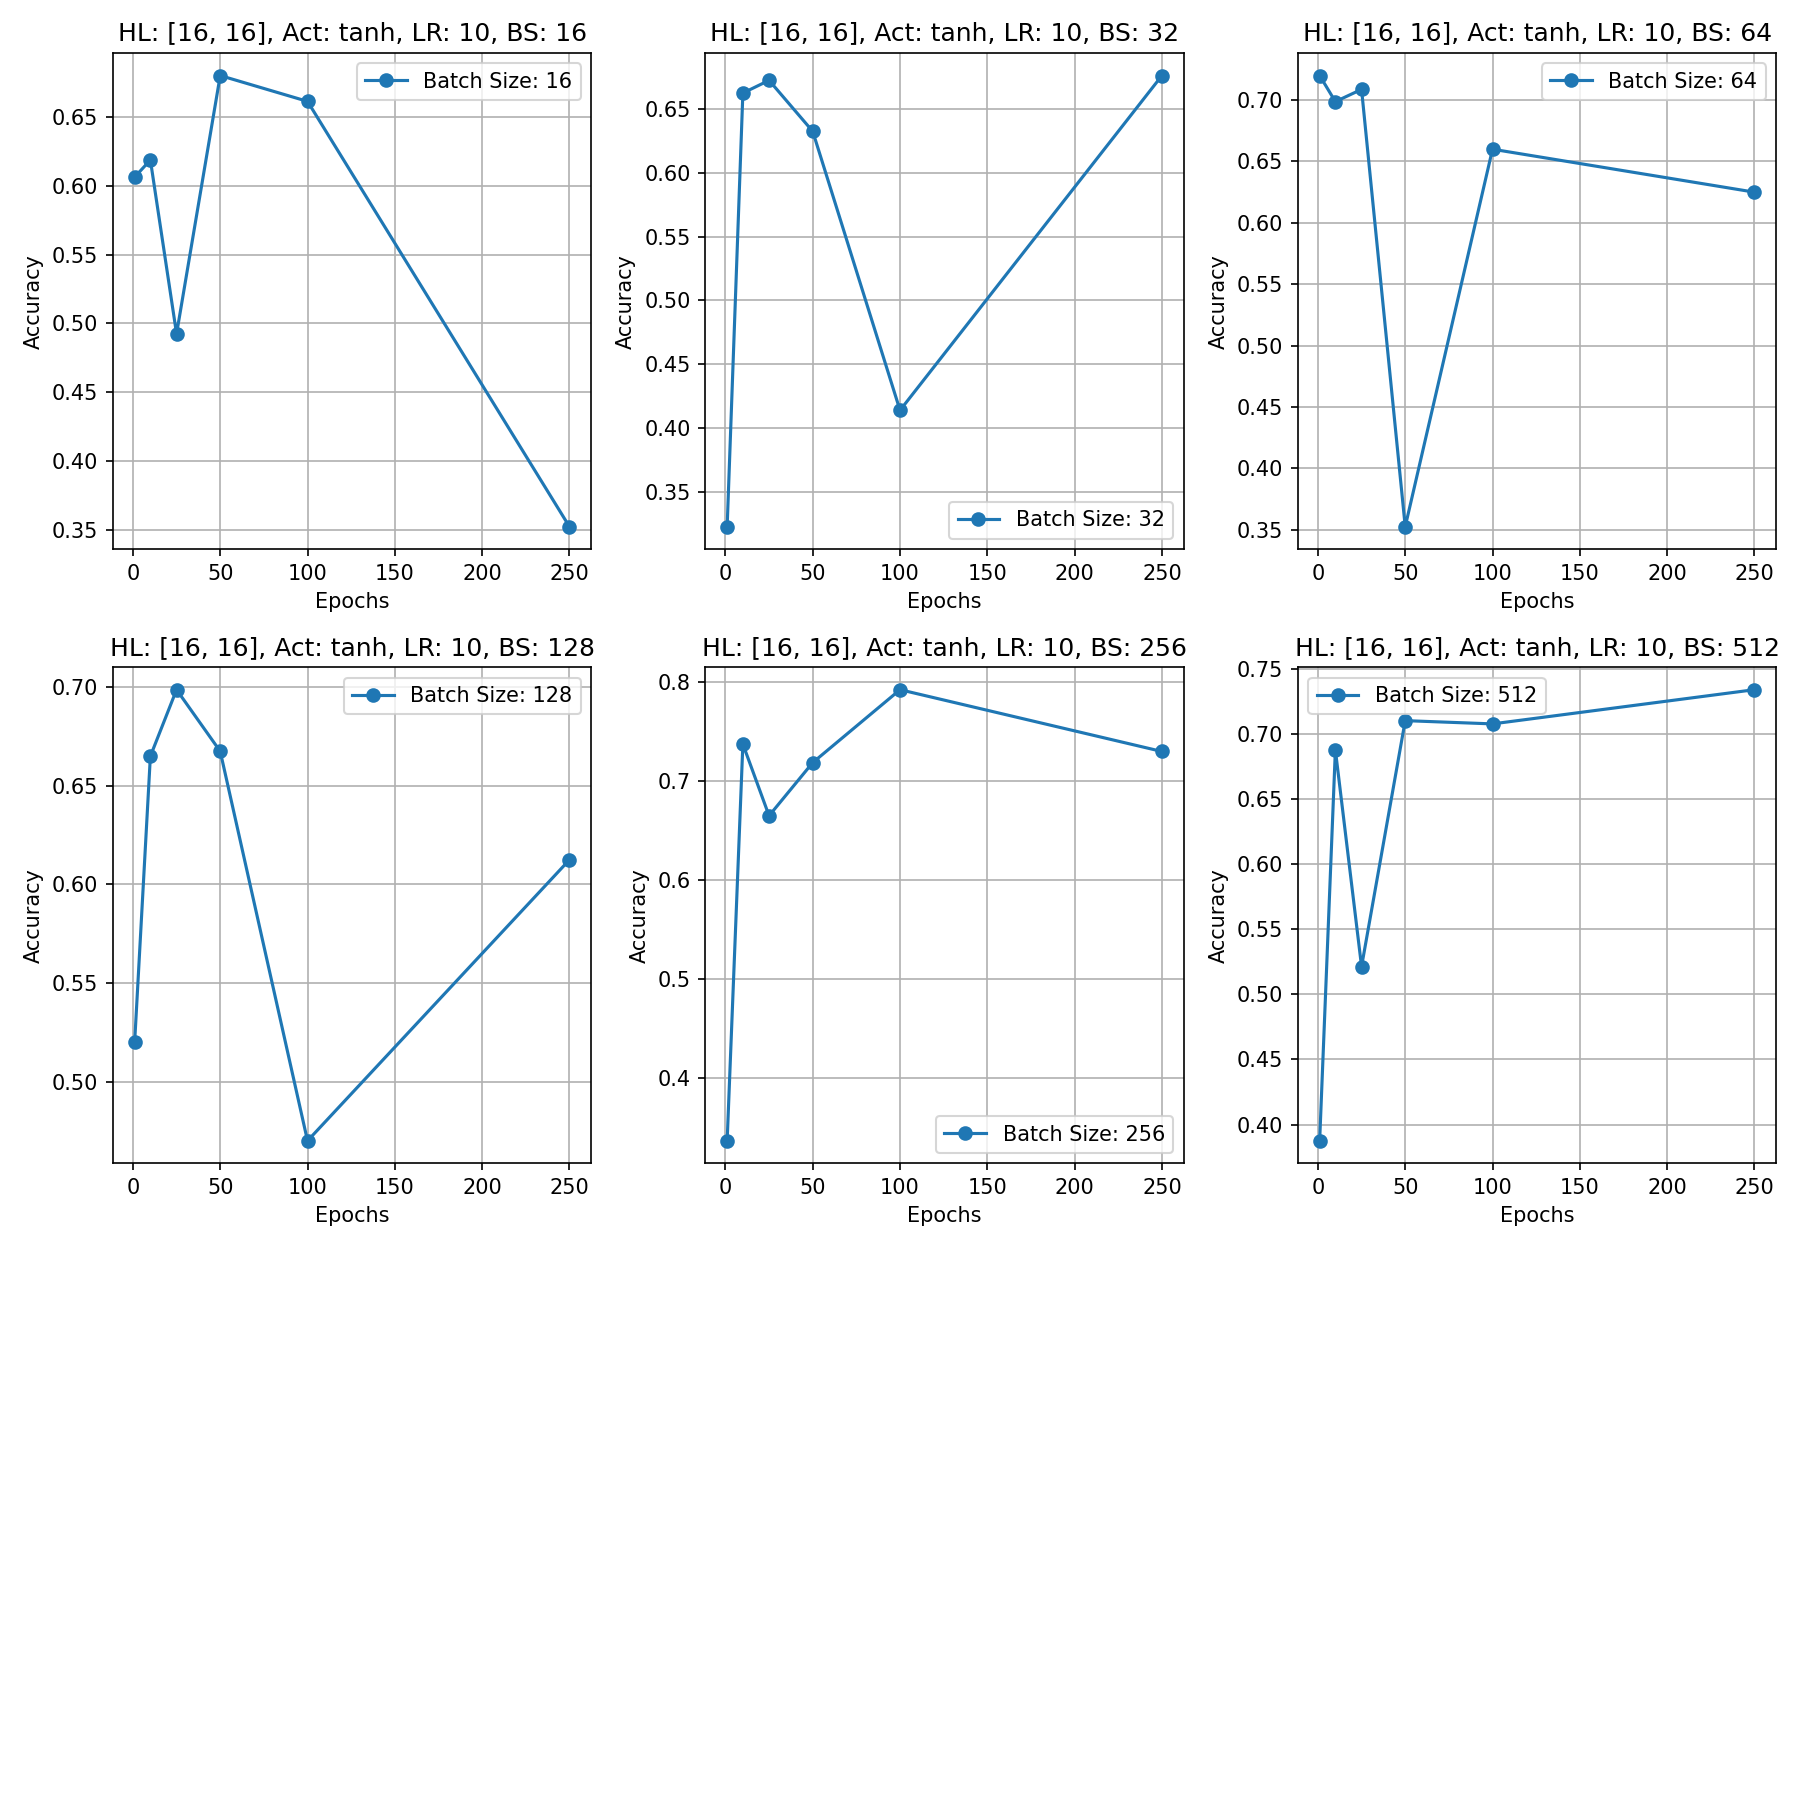 HL: [16, 16], Act: tanh, LR: 10, BS: 16
Batch Size: 16
Accuracy
0.65
0.60
0.55
0.50
0.45
0.40
0.35
0 50 100 150 200 250
Epochs
HL: [16, 16], Act: tanh, LR: 10, BS: 32
Batch Size: 32
Accuracy
0.65
0.60
0.55
0.50
0.45
0.40
0.35
0 50 100 150 200 250
Epochs
HL: [16, 16], Act: tanh, LR: 10, BS: 64
Batch Size: 64
Accuracy
0.70
0.65
0.60
0.55
0.50
0.45
0.40
0.35
0 50 100 150 200 250
Epochs
HL: [16, 16], Act: tanh, LR: 10, BS: 128
Batch Size: 128
Accuracy
0.70
0.65
0.60
0.55
0.50
0 50 100 150 200 250
Epochs
HL: [16, 16], Act: tanh, LR: 10, BS: 256
Batch Size: 256
Accuracy
0.8
0.7
0.6
0.5
0.4
0 50 100 150 200 250
Epochs
HL: [16, 16], Act: tanh, LR: 10, BS: 512
Batch Size: 512
Accuracy
0.75
0.70
0.65
0.60
0.55
0.50
0.45
0.40
0 50 100 150 200 250
Epochs